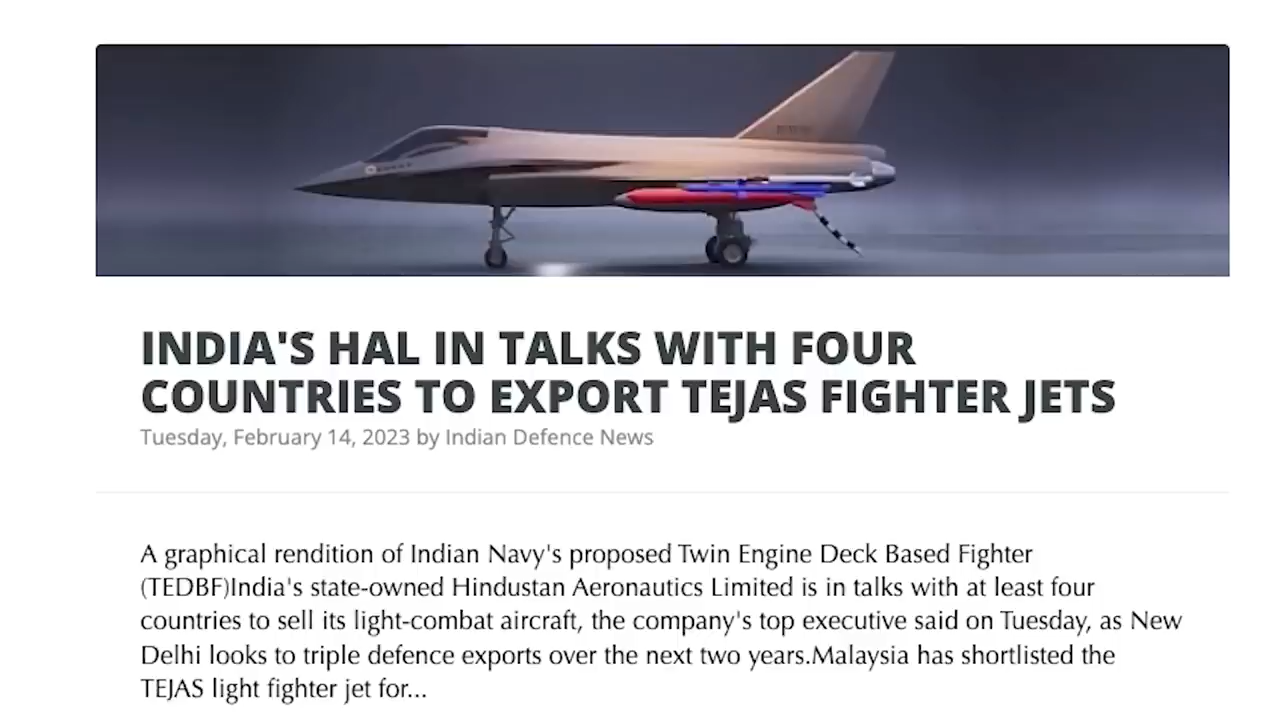 INDIA'S HAL IN TALKS WITH FOUR
COUNTRIES TO EXPORT TEJAS FIGHTER JETS
Tuesday, February 14, 2023 by Indian Defence News
A graphical rendition of Indian Navy's proposed Twin Engine Deck Based Fighter
(TEDBF)India's state-owned Hindustan Aeronautics Limited is in talks with at least four
countries to sell its light-combat aircraft, the company's top executive said on Tuesday, as New
Delhi looks to triple defence exports over the next two years.Malaysia has shortlisted the
TEJAS light fighter jet for...